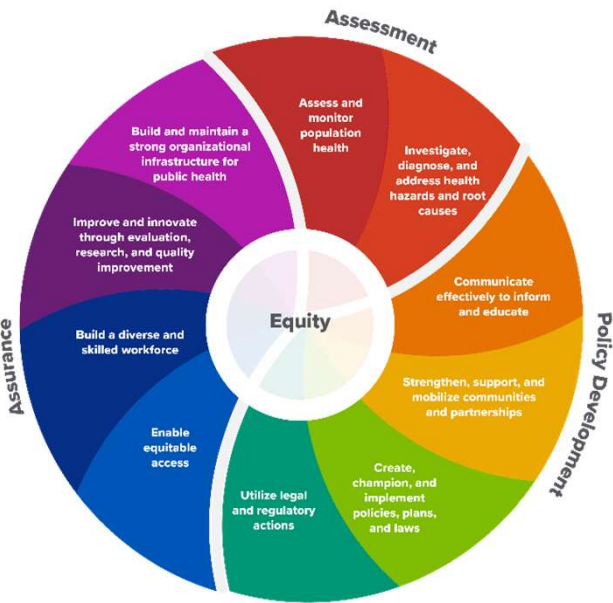 Assessment
Assess and
monitor
population
health
Investigate,
diagnose, and
address health
hazards and root
causes
Policy Development
Communicate
effectively to inform
and educate
Strengthen, support, and
mobilize communities
and partnerships
Create,
champion, and
implement
policies, plans,
and laws
Utilize legal
and regulatory
actions
Assurance
Enable
equitable
access
Build a diverse and
skilled workforce
Improve and innovate
through evaluation,
research, and quality
improvement
Build and maintain a
strong organizational
infrastructure for
public health
Equity